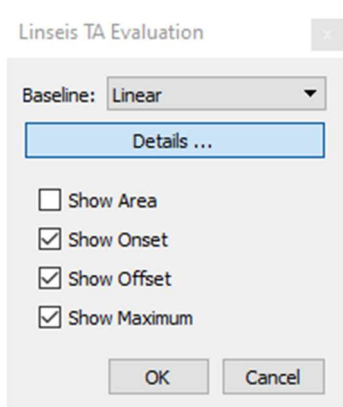 Linseis TA Evaluation
Baseline: Linear
Details ...
Show Area
Show Onset
Show Offset
Show Maximum
OK Cancel